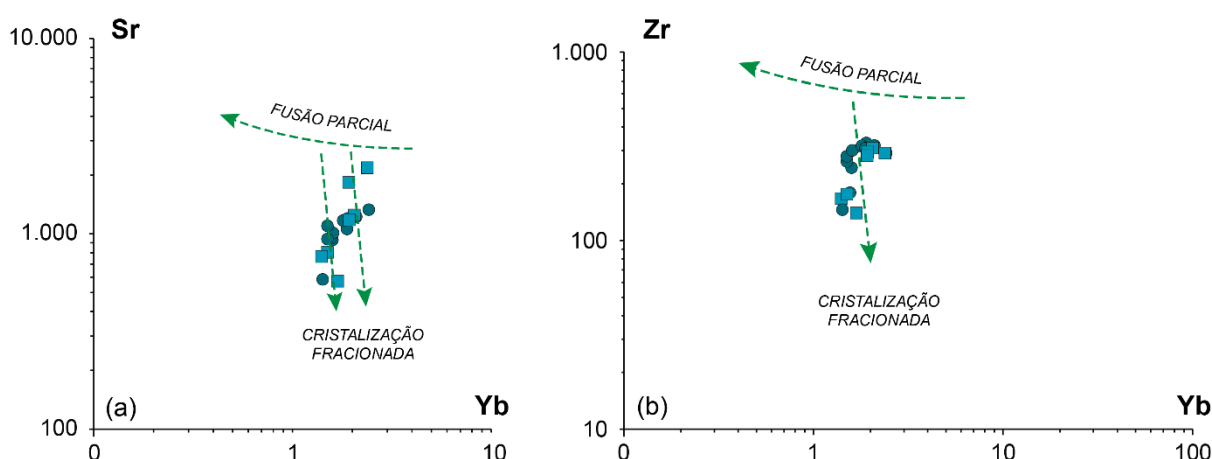 Sr
10.000
1.000
100
FUSÃO PARCIAL
CRISTALIZAÇÃO
FRACIONADA
(a)
Yb
0
1
10
Zr
1.000
100
10
FUSÃO PARCIAL
CRISTALIZAÇÃO
FRACIONADA
(b)
Yb
0
1
10
100